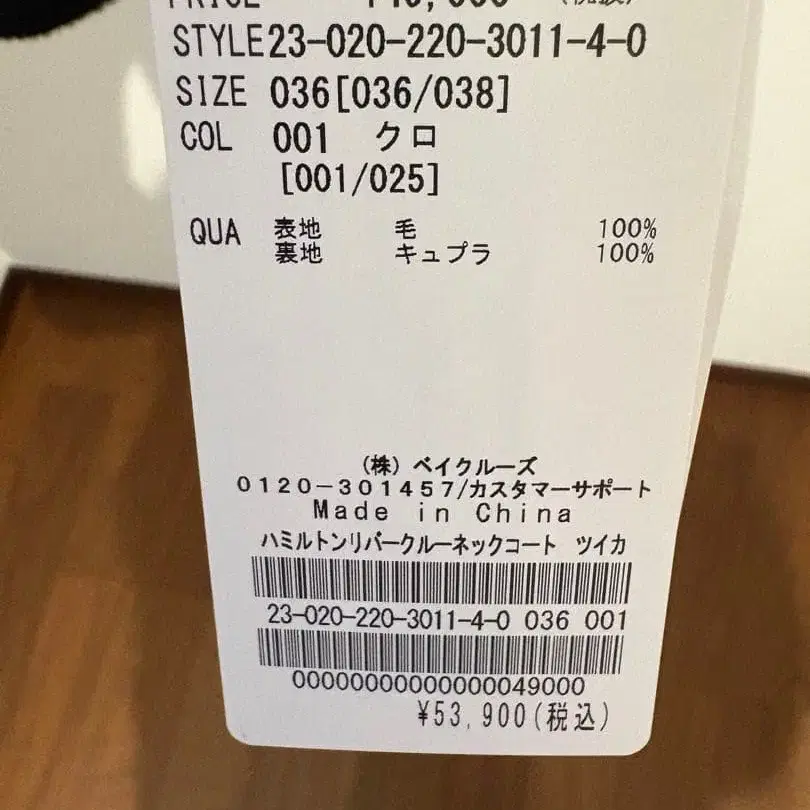 STYLE23-020-220-3011-4-0
SIZE 036[036/038]
COL 001 クロ
[001/025]
QUA 表地 毛 100%
裏地 キュプラ 100%
(株) ベイクルーズ
0120-301457/カスタマーサポート
Made in China
ハミルトンリバークルーネックコート ツイカ
23-020-220-3011-4-0 036 001
00000000000000049000
¥53,900(税込)